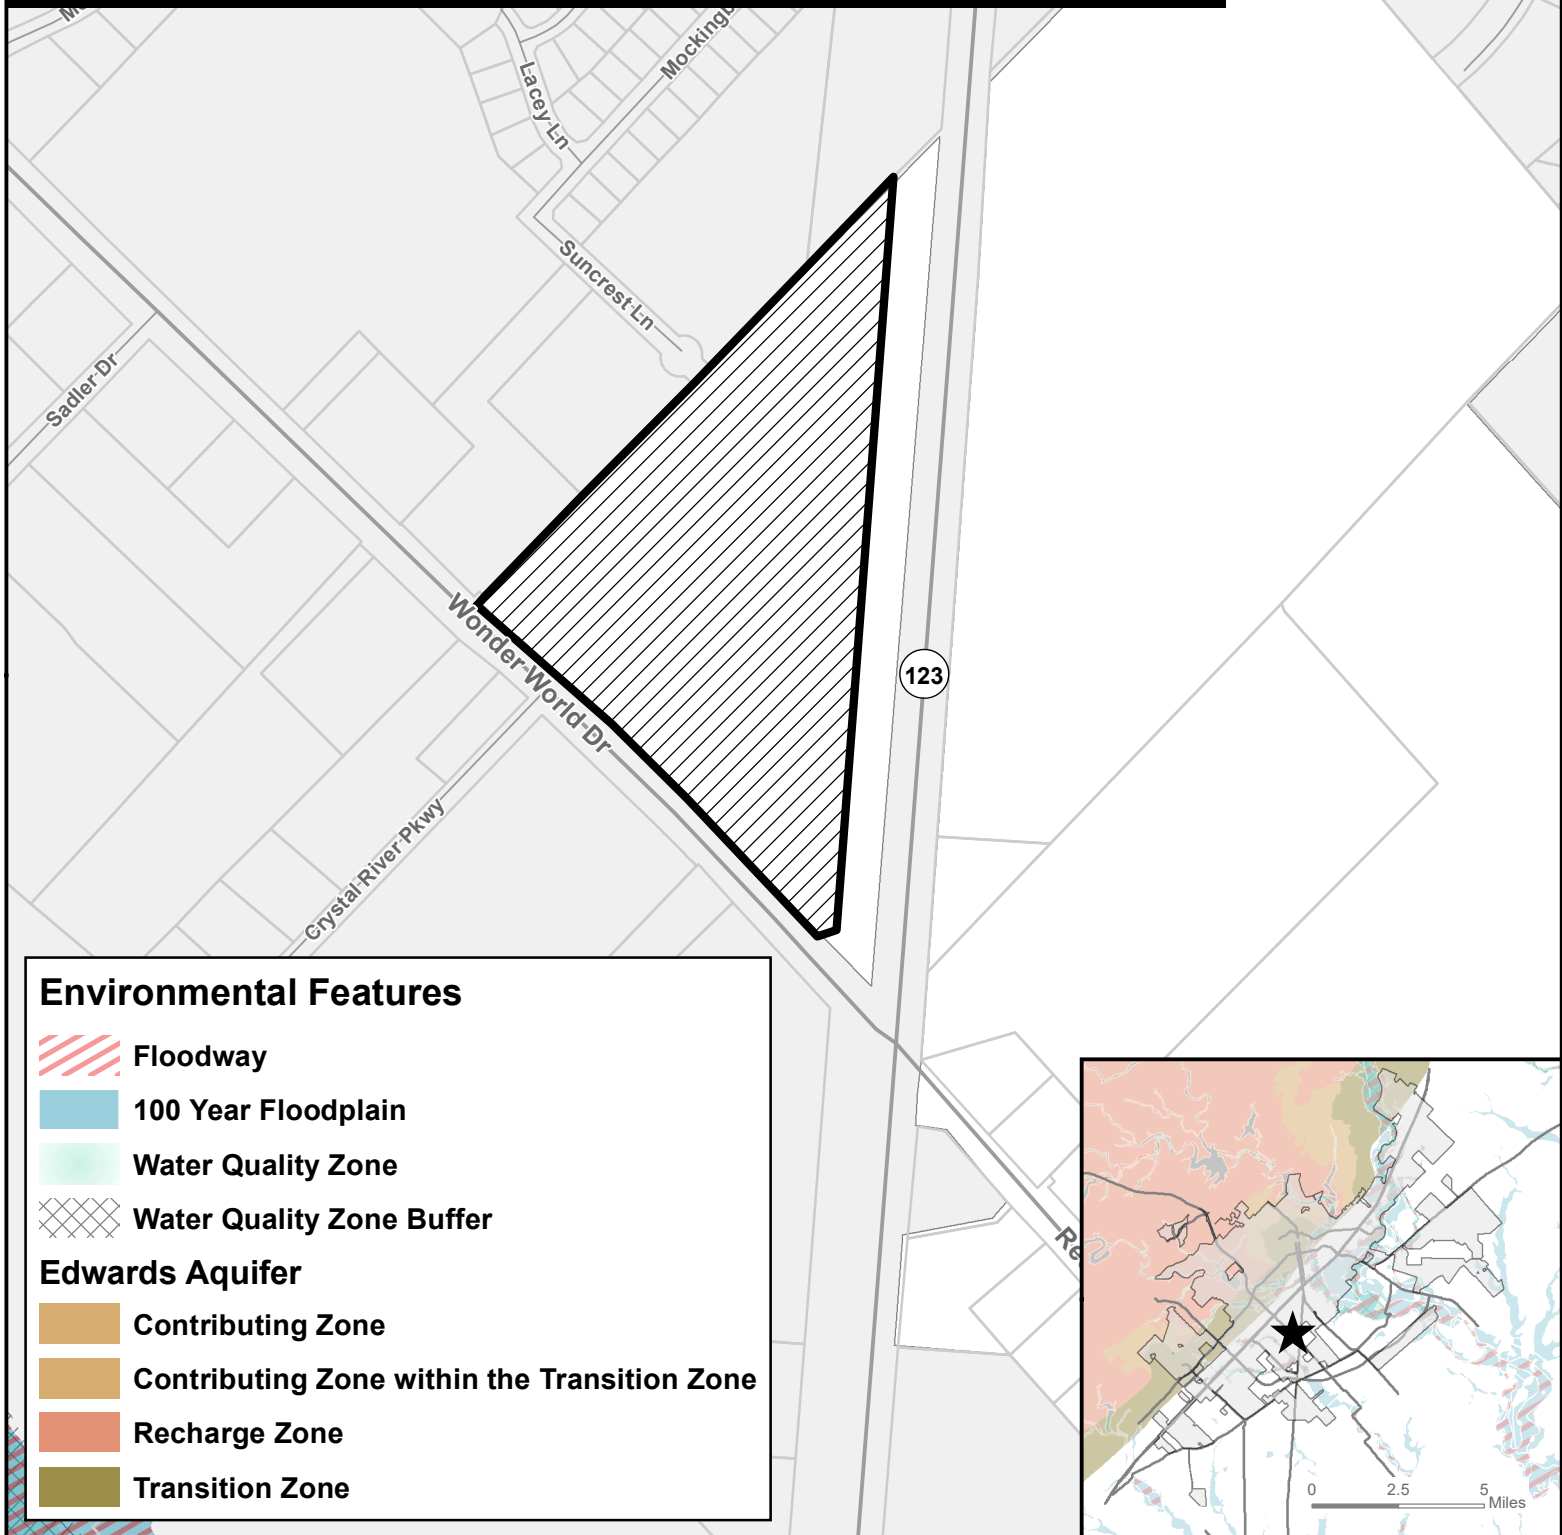 Lacey Ln
Suncrest Ln
Sadler Dr
Wonder World Dr
123
Crystal River Pkwy
Environmental Features
Floodway
100 Year Floodplain
Water Quality Zone
Water Quality Zone Buffer
Edwards Aquifer
Contributing Zone
Contributing Zone within the Transition Zone
Recharge Zone
Transition Zone
0 2.5 5
Miles